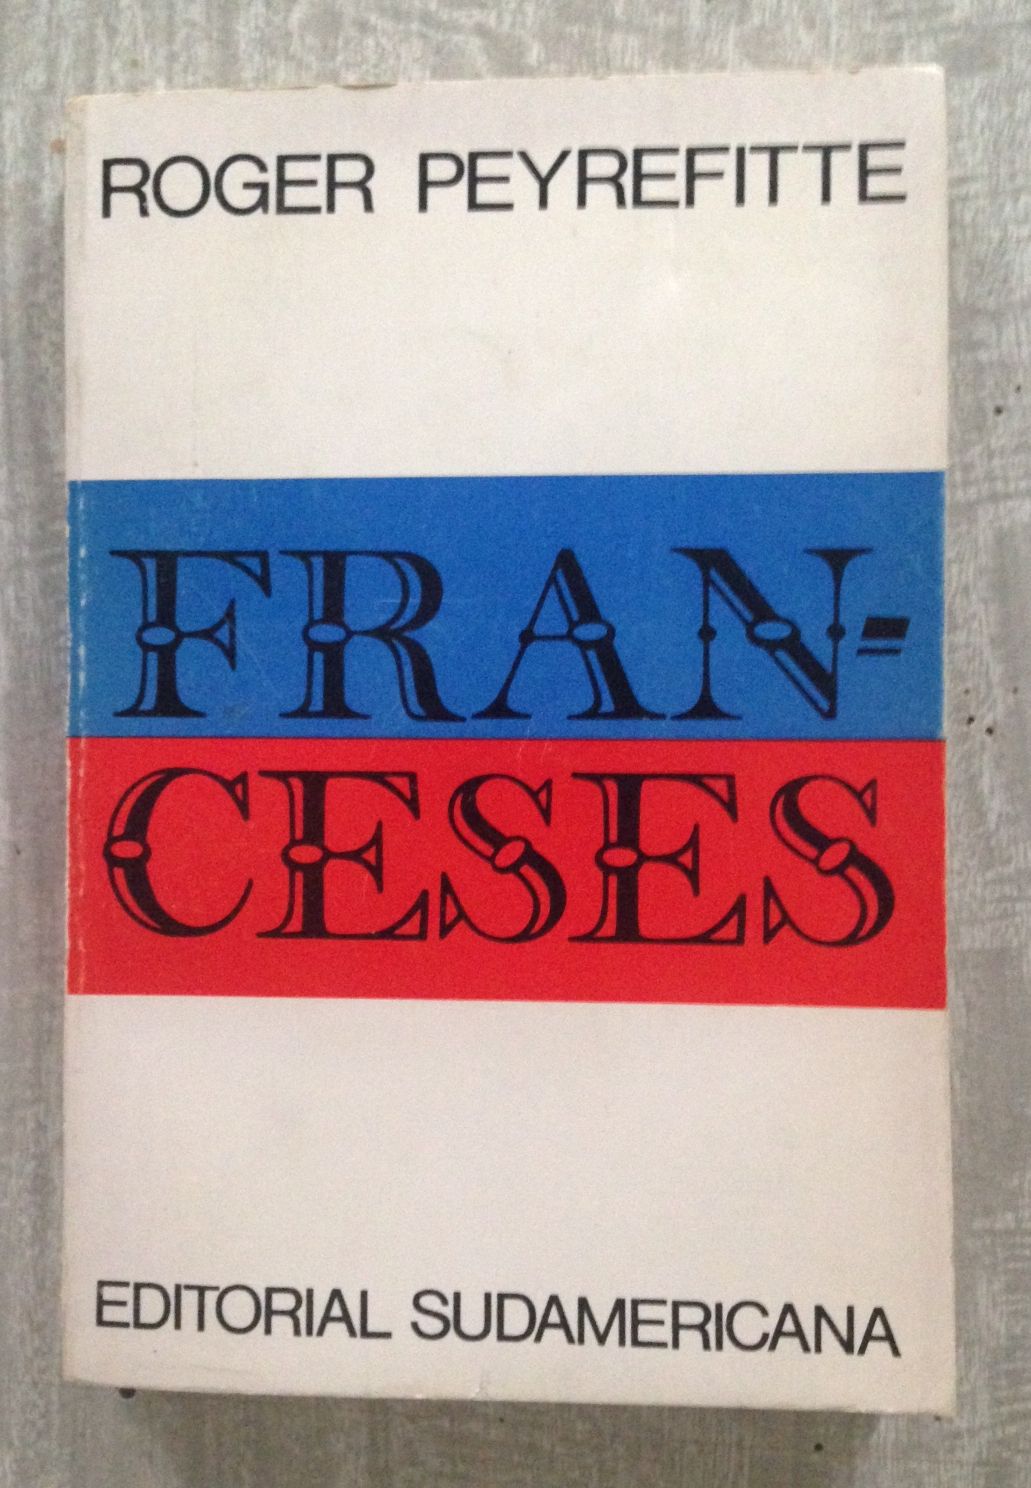 ROGER PEYREFITTE
FRAN=
CESES
EDITORIAL SUDAMERICANA